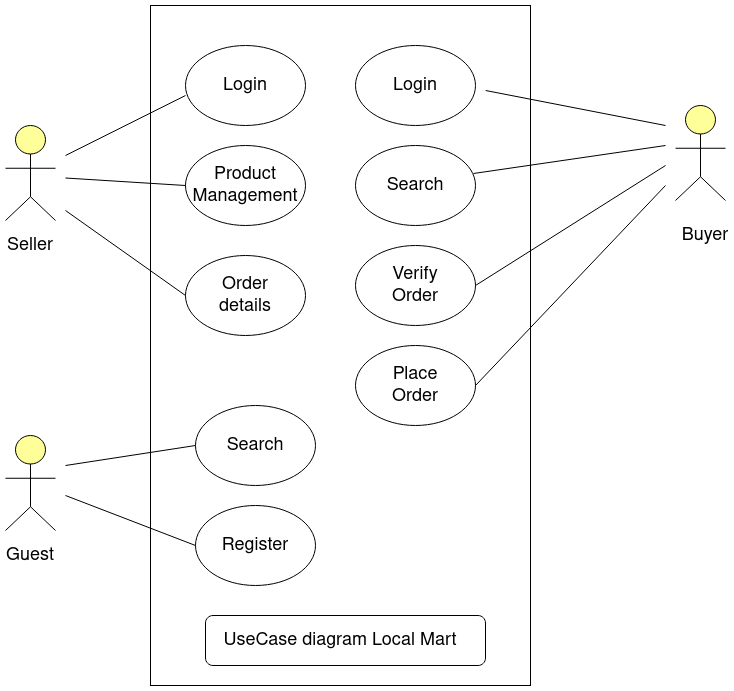 Login
Login
Product
Management
Search
Seller
Buyer
Order
details
Verify
Order
Place
Order
Search
Guest
Register
UseCase diagram Local Mart